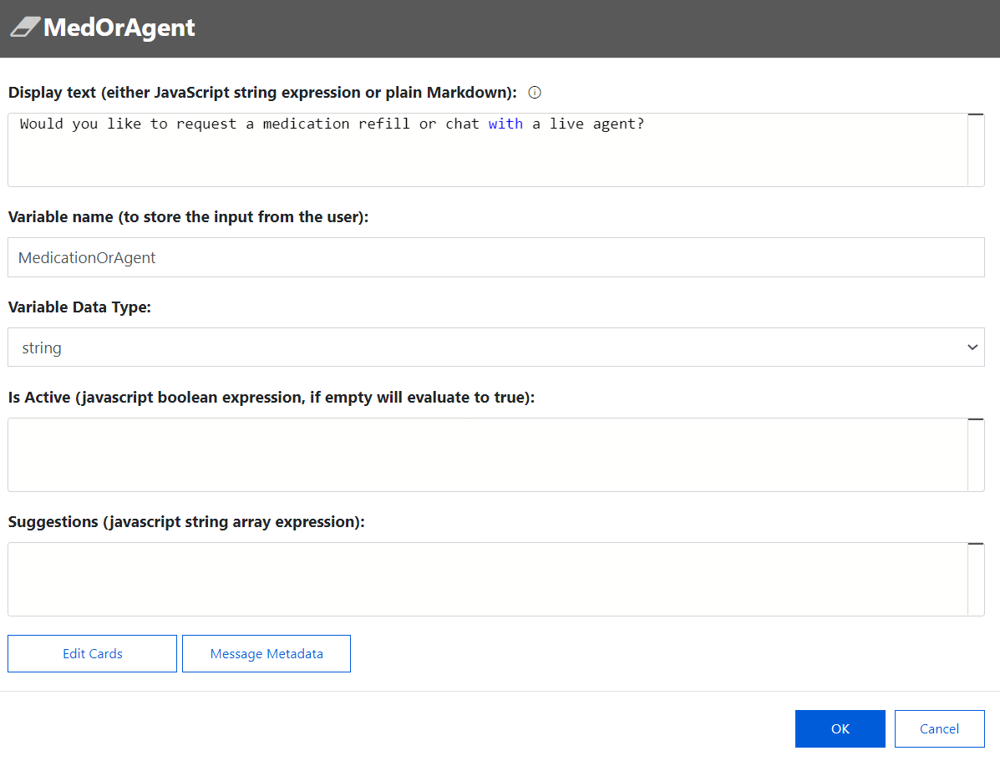 MedOrAgent
Display text (either JavaScript string expression or plain Markdown):
Would you like to request a medication refill or chat with a live agent?
Variable name (to store the input from the user):
MedicationOrAgent
Variable Data Type:
string
Is Active (javascript boolean expression, if empty will evaluate to true):
Suggestions (javascript string array expression):
Edit Cards Message Metadata
OK Cancel